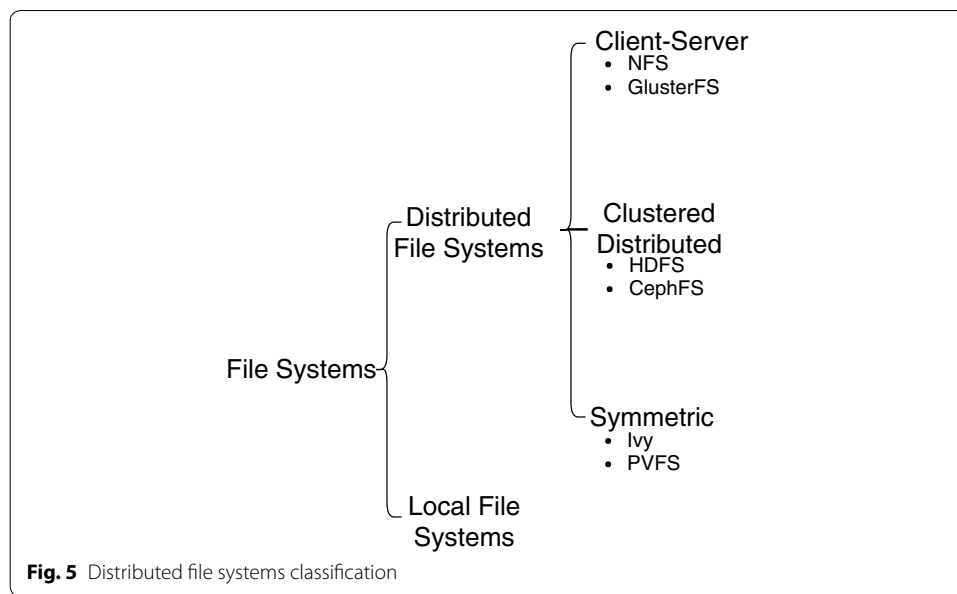 Client-Server
• NFS
• GlusterFS
Distributed
File Systems
Clustered
Distributed
• HDFS
• CephFS
File Systems
Symmetric
• Ivy
• PVFS
Local File
Systems
Fig. 5 Distributed file systems classification